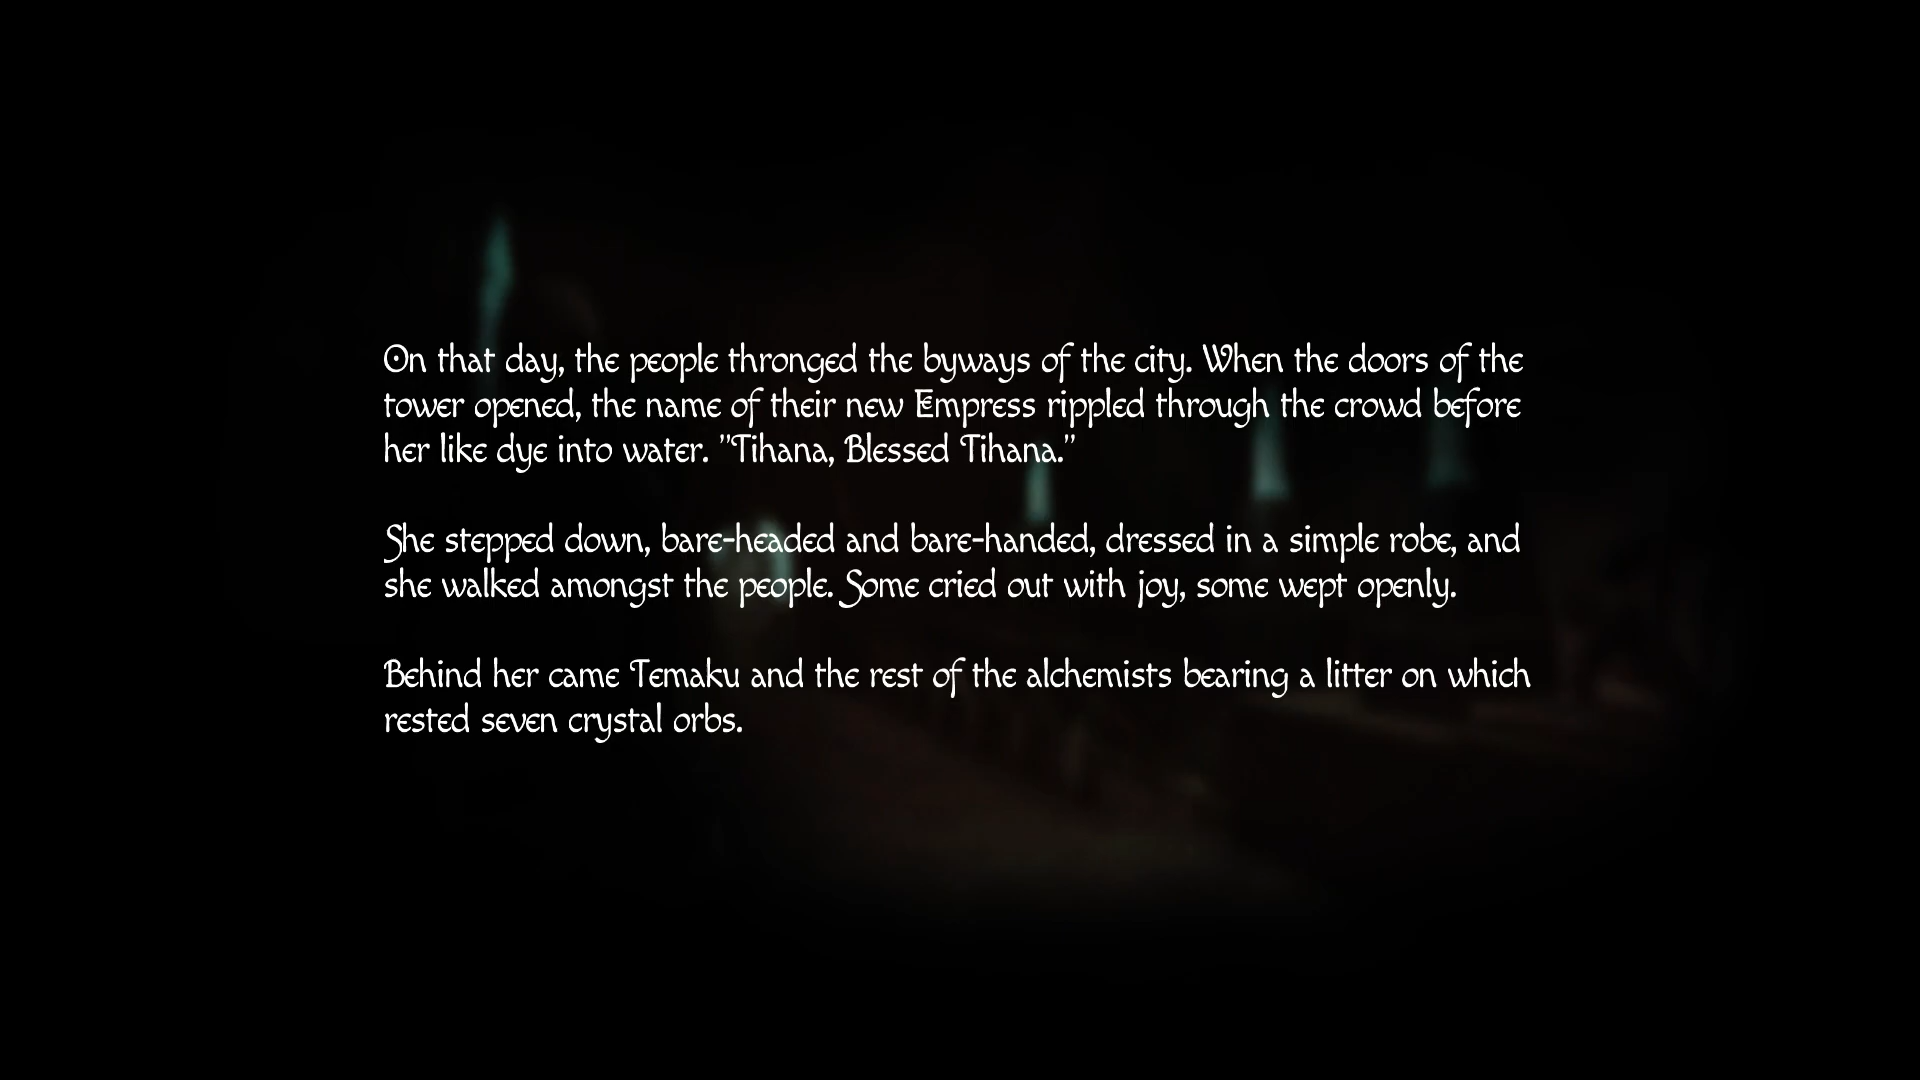 On that day, the people thronged the byways of the city. When the doors of the
tower opened, the name of their new Empress rippled through the crowd before
her like dye into water. "Tihana, Blessed Tihana."
She stepped down, bare-headed and bare-handed, dressed in a simple robe, and
she walked amongst the people. Some cried out with joy, some wept openly.
Behind her came Temaku and the rest of the alchemists bearing a litter on which
rested seven crystal orbs.